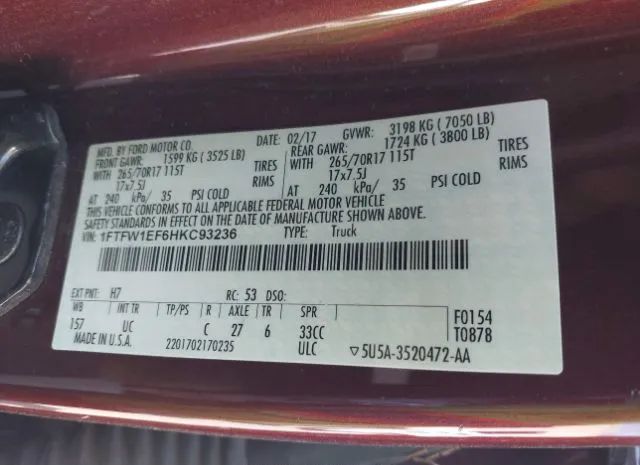 MFD. BY FORD MOTOR CO.
DATE: 02/17 GVWR: 3198 KG ( 7050 LB)
FRONT GAWR: 1599 KG ( 3525 LB)
REAR GAWR: 1724 KG ( 3800 LB)
WITH 265/70R17 115T TIRES
WITH 265/70R17 115T TIRES
17x7.5J RIMS
17x7.5J RIMS
AT 240 kPa/ 35 PSI COLD
AT 240 kPa/ 35 PSI COLD
THIS VEHICLE CONFORMS TO ALL APPLICABLE FEDERAL MOTOR VEHICLE
SAFETY STANDARDS IN EFFECT ON THE DATE OF MANUFACTURE SHOWN ABOVE.
VIN: 1FTFW1EF6HKC93236 TYPE: Truck
EXT PNT: H7 RC: 53 DSO:
WB INT TR TP/PS R AXLE TR SPR
157 UC C 27 6 33CC
F0154
T0878
MADE IN U.S.A. 2201702170235 ULC ▽5U5A-3520472-AA